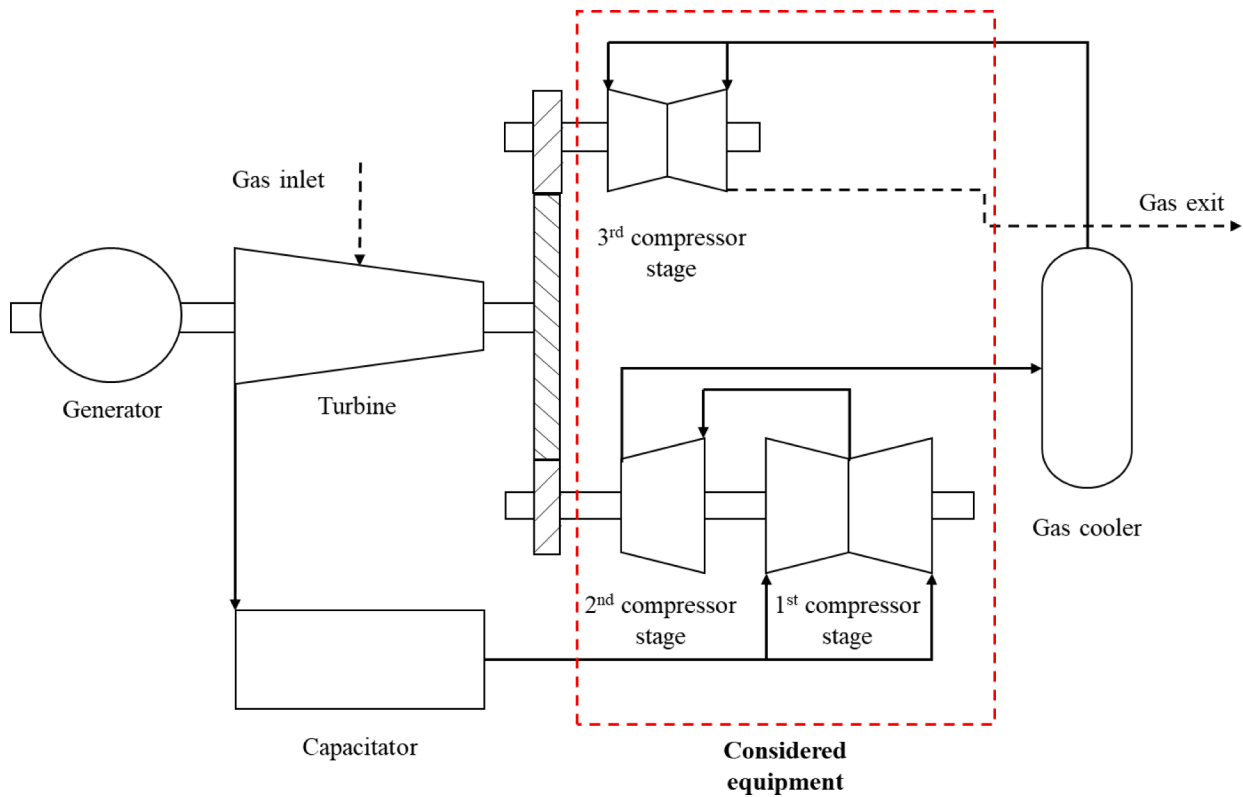 Gas inlet
Gas exit
3rd compressor
stage
Generator
Turbine
Gas cooler
2nd compressor
stage
1st compressor
stage
Capacitator
Considered
equipment